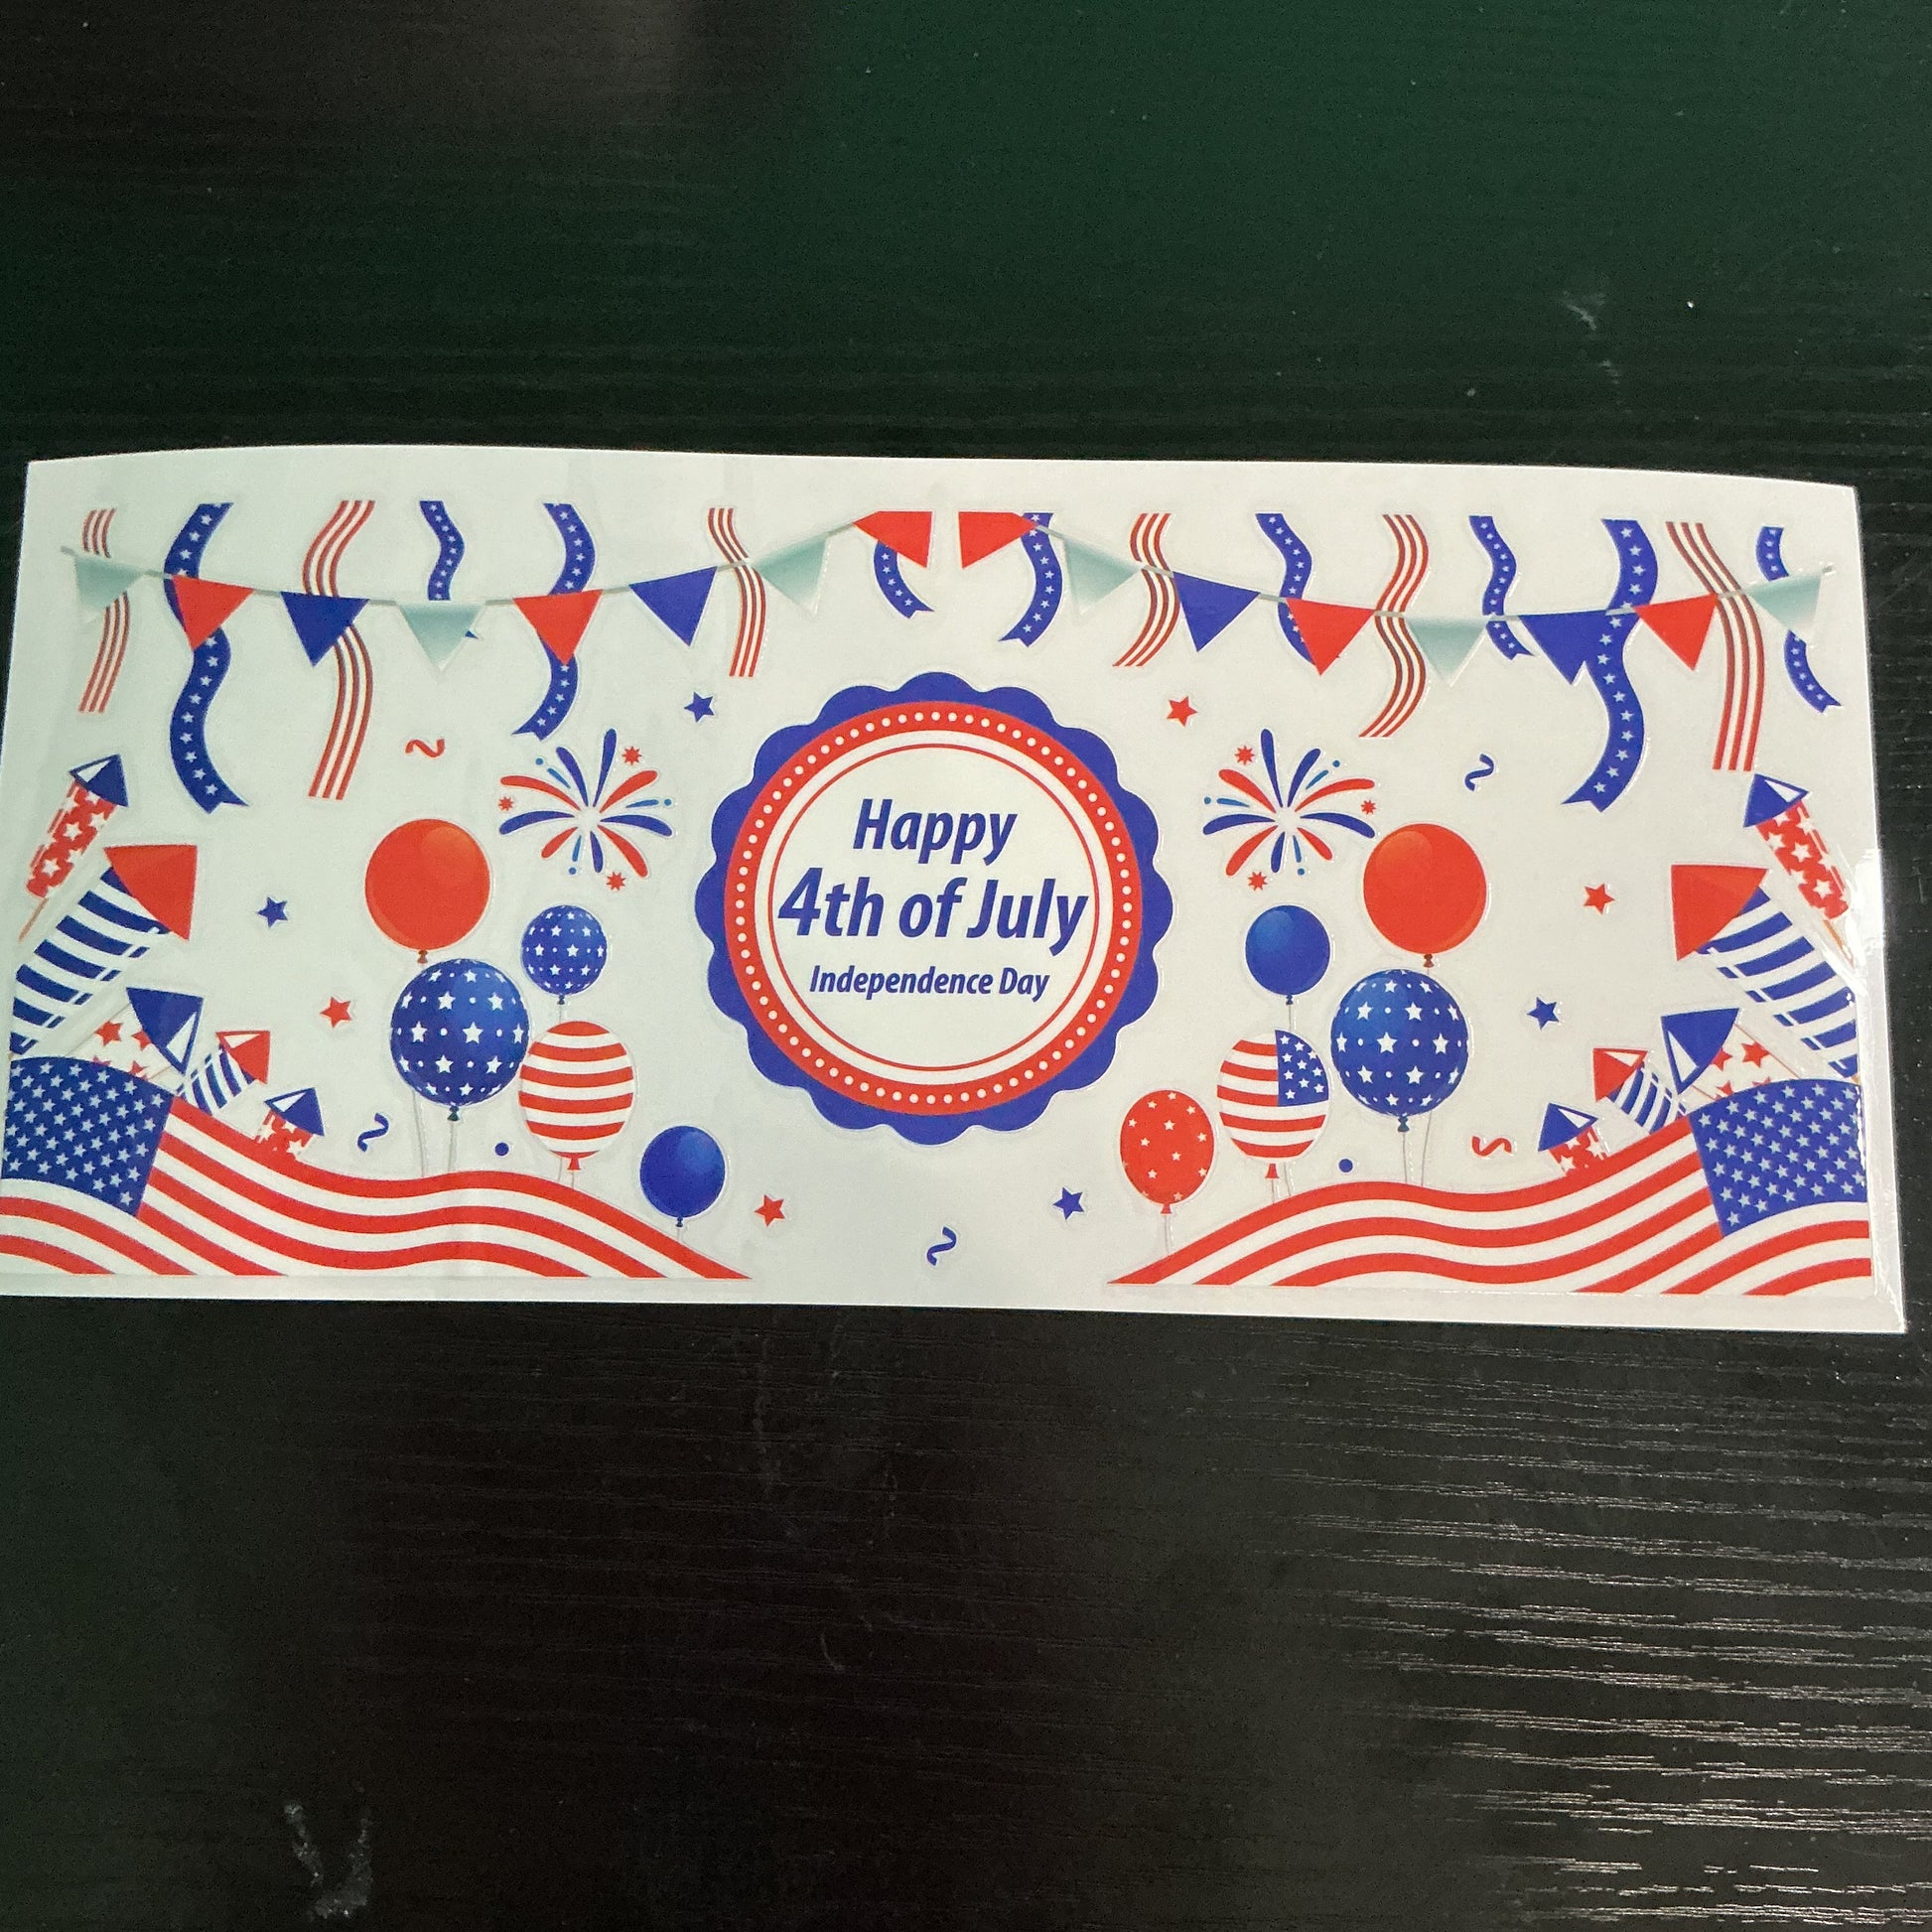 Happy
4th of July
Independence Day